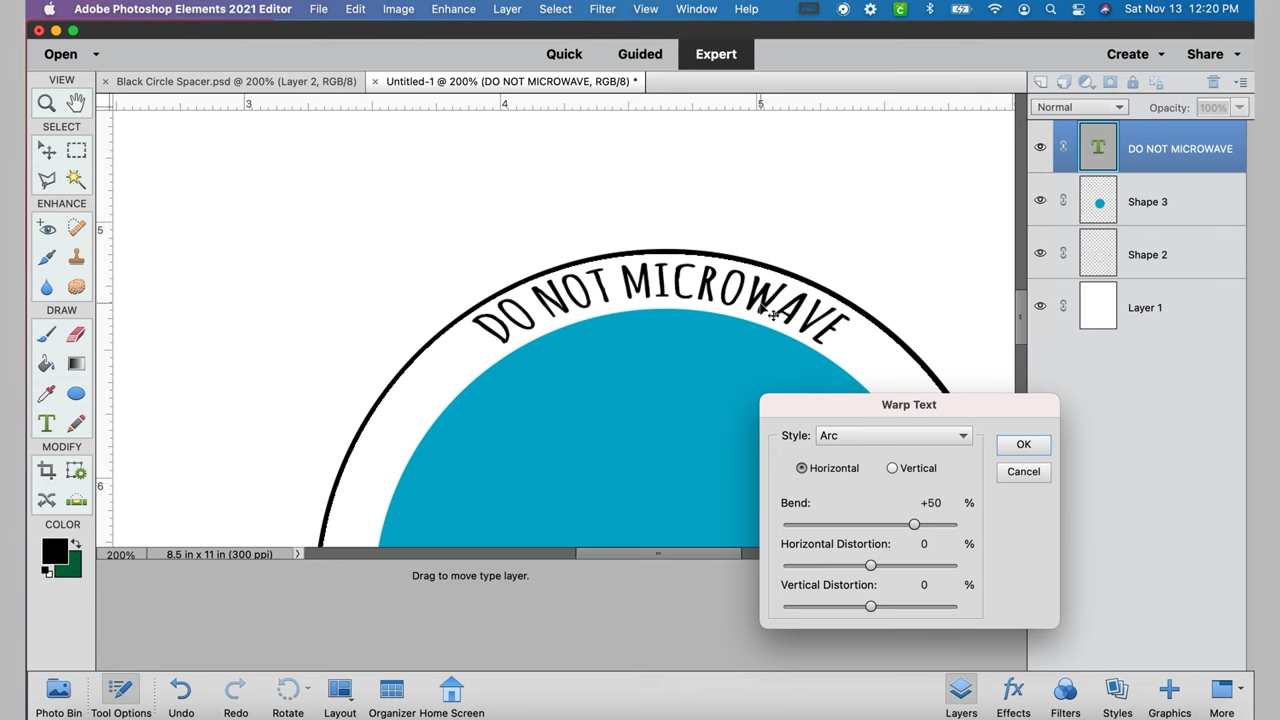 Adobe Photoshop Elements 2021 Editor File Edit Image Enhance Layer Select Filter View Window Help Sat Nov 13 12:20 PM
Open Quick Guided Expert Create Share
VIEW
× Black Circle Spacer.psd @ 200% (Layer 2, RGB/8) × Untitled-1 @ 200% (DO NOT MICROWAVE, RGB/8) *
3 4 5
Normal Opacity: 100%
SELECT
DO NOT MICROWAVE
Shape 3
ENHANCE
5
Shape 2
DO NOT MICROWAVE
DRAW
Layer 1
Warp Text
Style: Arc
OK
MODIFY
Horizontal Vertical
Cancel
6
Bend: +50 %
COLOR
Horizontal Distortion: 0 %
200% 8.5 in x 11 in (300 ppi)
Drag to move type layer.
Vertical Distortion: 0 %
Photo Bin Tool Options Undo Redo Rotate Layout Organizer Home Screen Layers Effects Filters Styles Graphics More